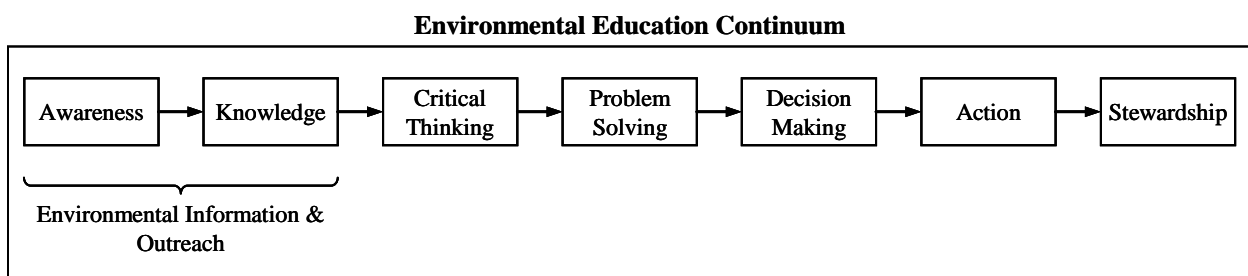 Environmental Education Continuum
Awareness
Knowledge
Critical
Thinking
Problem
Solving
Decision
Making
Action
Stewardship
Environmental Information &
Outreach